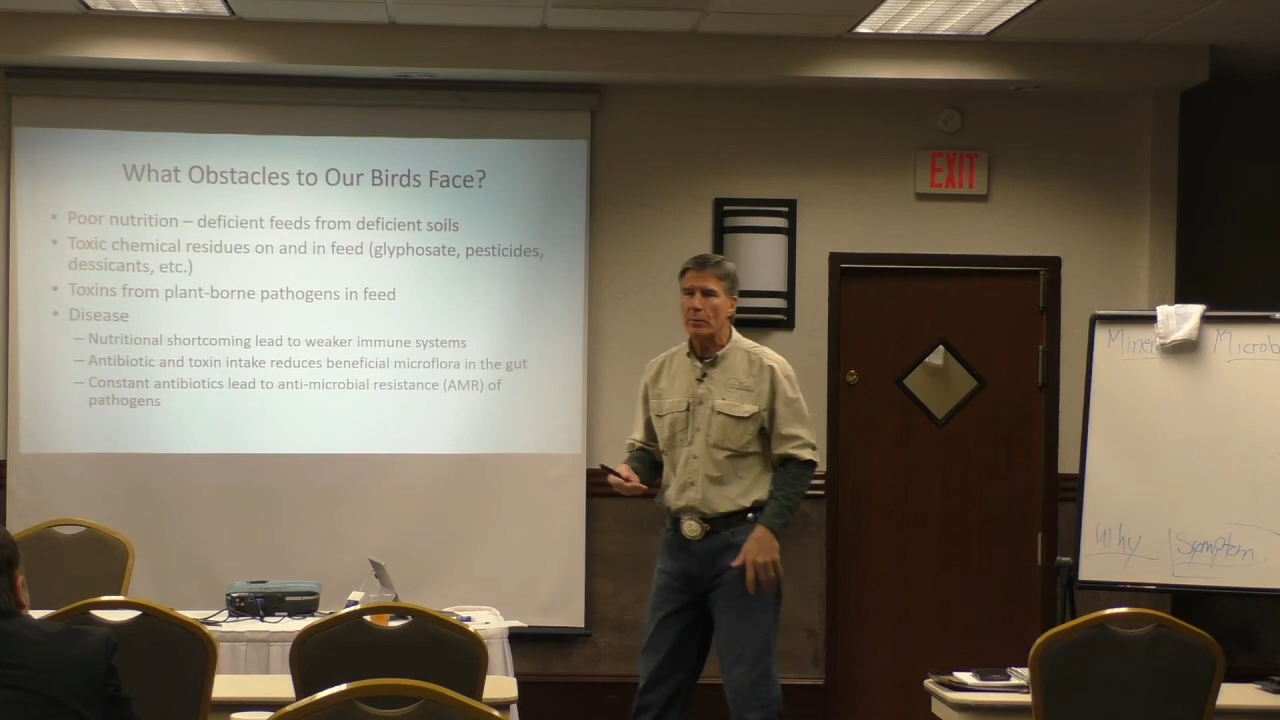 What Obstacles to Our Birds Face?
• Poor nutrition – deficient feeds from deficient soils
• Toxic chemical residues on and in feed (glyphosate, pesticides,
dessicants, etc.)
• Toxins from plant-borne pathogens in feed
• Disease
– Nutritional shortcoming lead to weaker immune systems
– Antibiotic and toxin intake reduces beneficial microflora in the gut
– Constant antibiotics lead to anti-microbial resistance (AMR) of
pathogens
EXIT
Miner Microb
Why Symptom